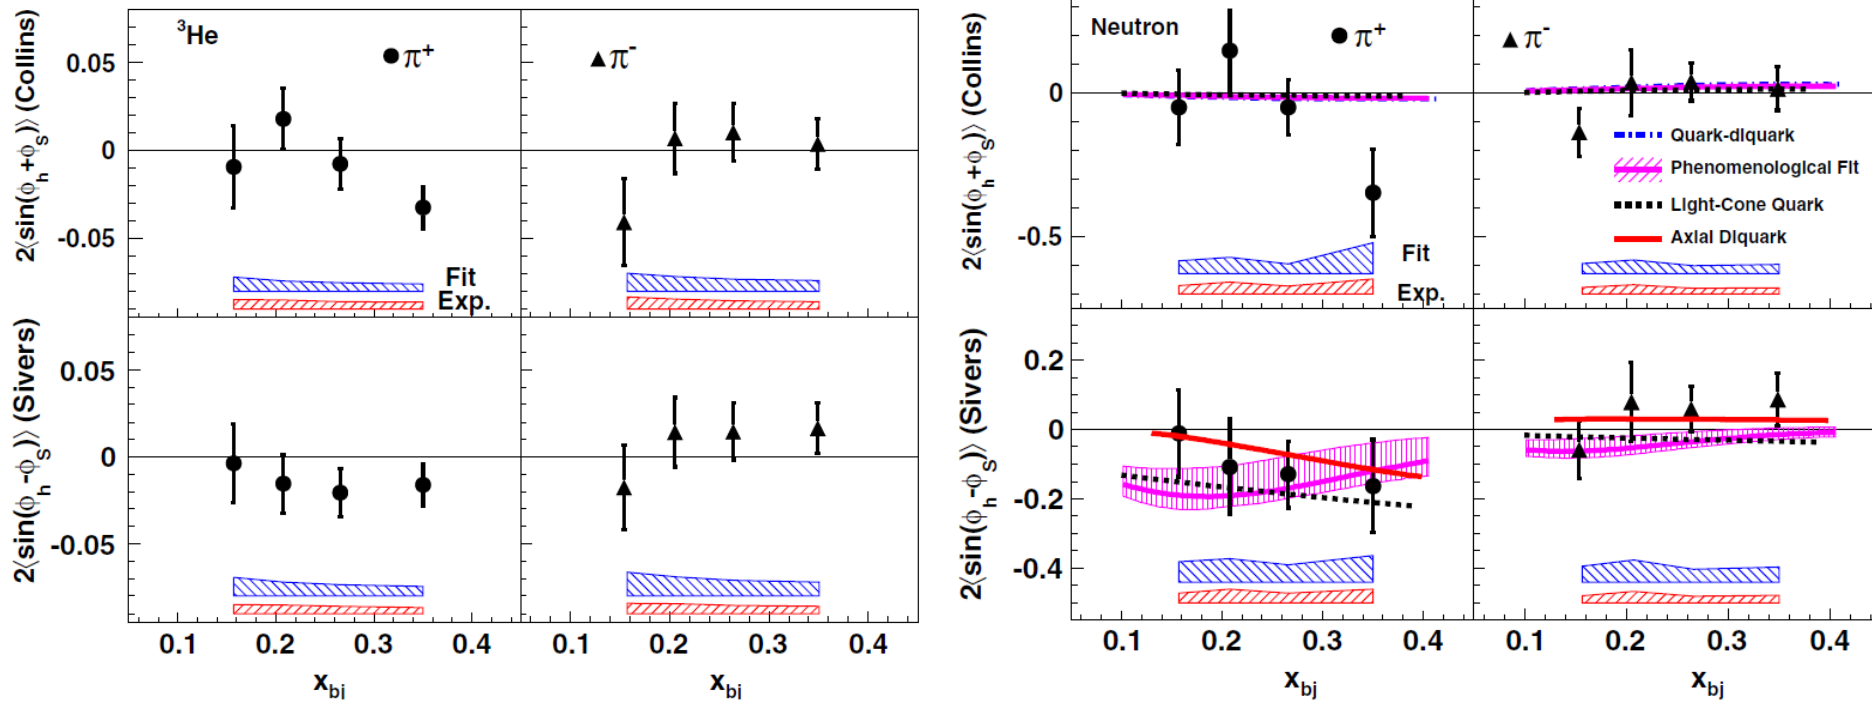 2⟨sin(ϕh+ϕS)⟩ (Collins)
3He
π+
π-
0.05
0
-0.05
Fit
Exp.
2⟨sin(ϕh-ϕS)⟩ (Sivers)
0.05
0
-0.05
0.1 0.2 0.3 0.4
0.1 0.2 0.3 0.4
xbj
xbj
2⟨sin(ϕh+ϕS)⟩ (Collins)
Neutron
π+
π-
0
-0.5
Quark-diquark
Phenomenological Fit
Light-Cone Quark
Axial Diquark
Fit
Exp.
2⟨sin(ϕh-ϕS)⟩ (Sivers)
0.2
0
-0.2
-0.4
0.1 0.2 0.3 0.4
0.1 0.2 0.3 0.4
xbj
xbj